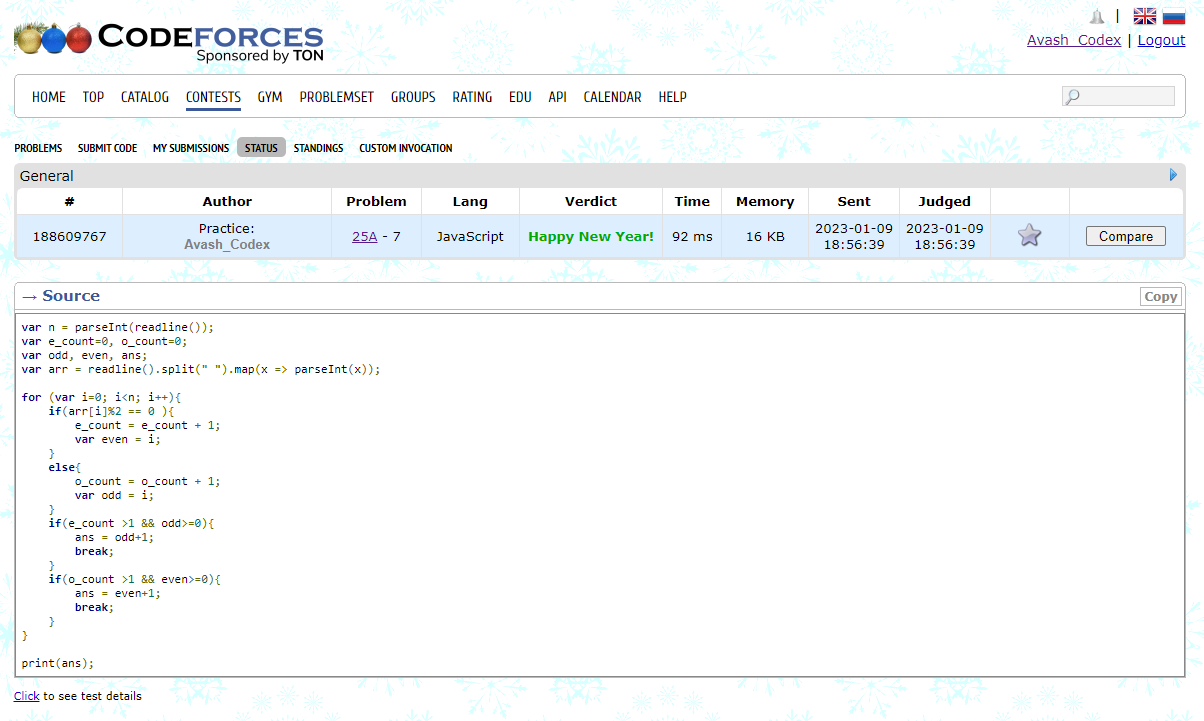 CODEFORCES
Sponsored by TON
|
Avash_Codex | Logout
HOME TOP CATALOG CONTESTS GYM PROBLEMSET GROUPS RATING EDU API CALENDAR HELP
PROBLEMS SUBMIT CODE MY SUBMISSIONS STATUS STANDINGS CUSTOM INVOCATION
General
# Author Problem Lang Verdict Time Memory Sent Judged
188609767 Practice: Avash_Codex 25A - 7 JavaScript Happy New Year! 92 ms 16 KB 2023-01-09 18:56:39 2023-01-09 18:56:39 Compare
→ Source Copy
var n = parseInt(readline());
var e_count=0, o_count=0;
var odd, even, ans;
var arr = readline().split(" ").map(x => parseInt(x));
for (var i=0; i<n; i++){
    if(arr[i]%2 == 0 ){
        e_count = e_count + 1;
        var even = i;
    }
    else{
        o_count = o_count + 1;
        var odd = i;
    }
    if(e_count >1 && odd>=0){
        ans = odd+1;
        break;
    }
    if(o_count >1 && even>=0){
        ans = even+1;
        break;
    }
}
print(ans);
Click to see test details